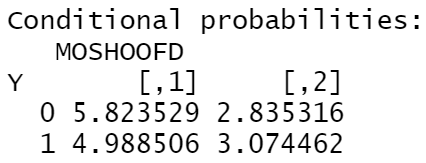 Conditional probabilities:
   MOSHOOFD
Y       [,1]     [,2]
  0 5.823529 2.835316
  1 4.988506 3.074462